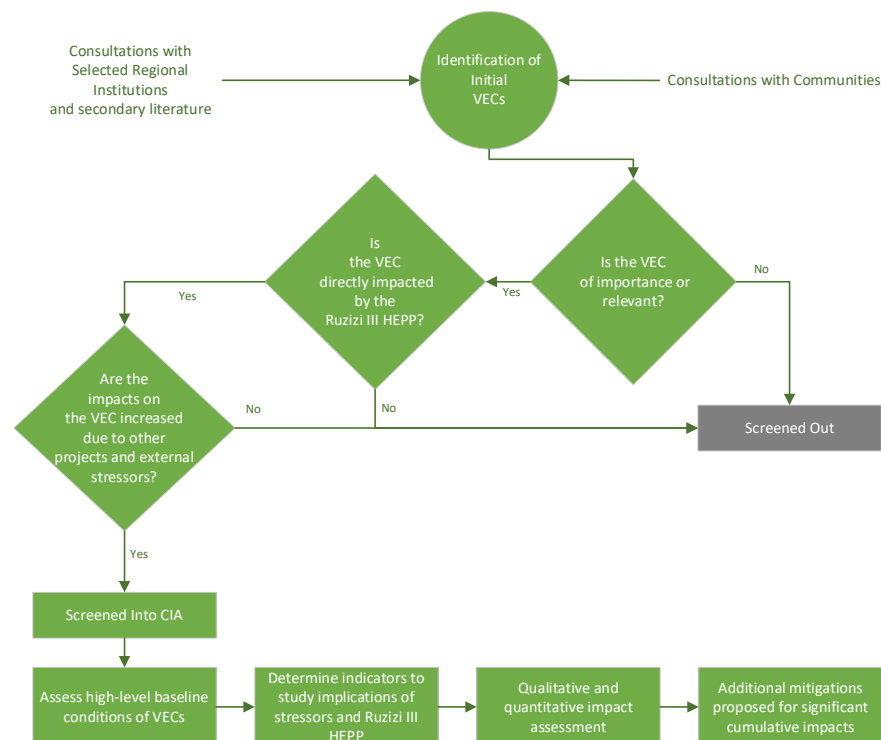 Consultations with
Selected Regional
Institutions
and secondary literature
Identification of
Initial
VECs
Consultations with Communities
Is
the VEC
directly impacted
by the
Ruzizi III HEPP?
Is the VEC
of importance or
relevant?
No
Yes
Yes
Are the
impacts on
the VEC increased
due to other
projects and external
stressors?
No
No
Screened Out
Yes
Screened Into CIA
Assess high-level baseline
conditions of VECs
Determine indicators to
study implications of
stressors and Ruzizi III
HEPP
Qualitative and
quantitative impact
assessment
Additional mitigations
proposed for significant
cumulative impacts